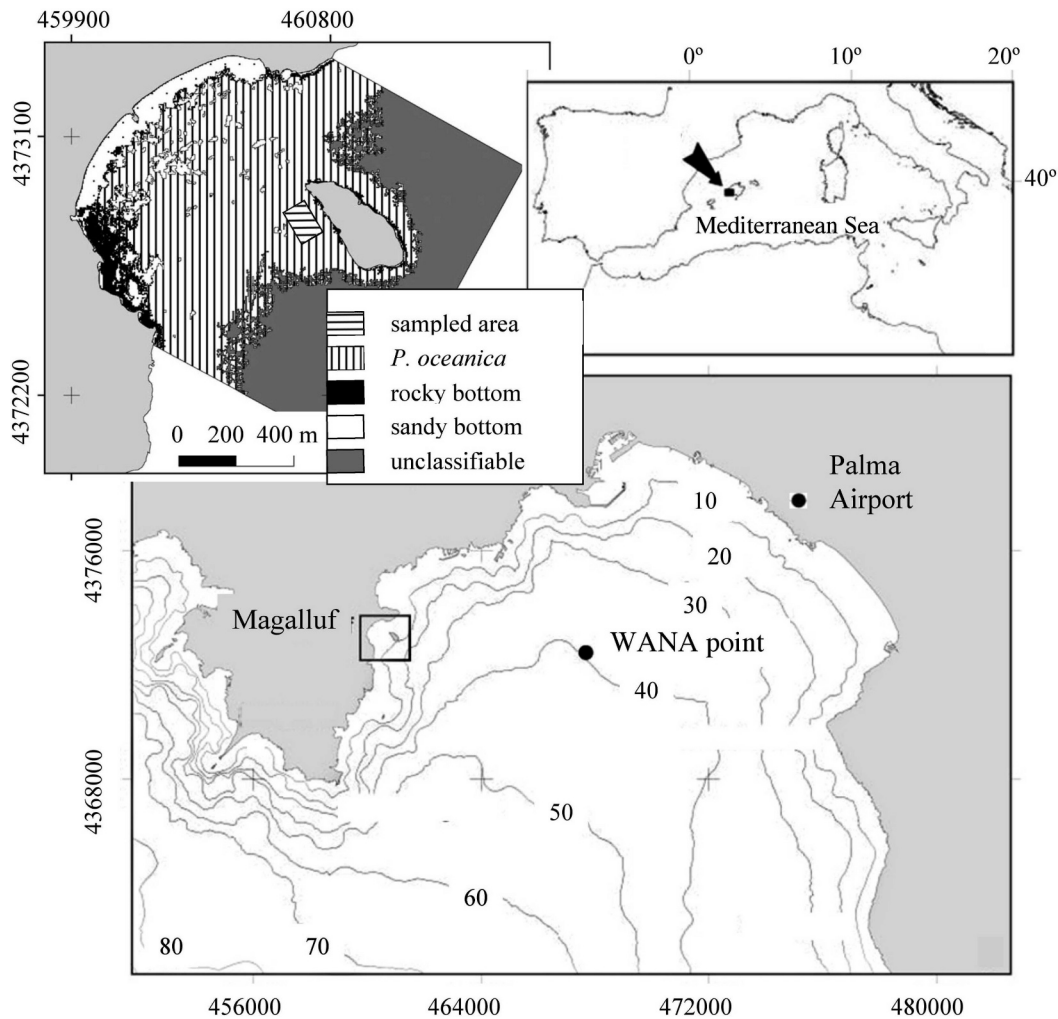 459900
460800
4373100
4372200
0 200 400 m
sampled area
P. oceanica
rocky bottom
sandy bottom
unclassifiable
0º
10º
20º
40º
Mediterranean Sea
Palma
Airport
10
20
30
Magalluf
WANA point
40
50
60
70
80
4376000
4368000
456000
464000
472000
480000